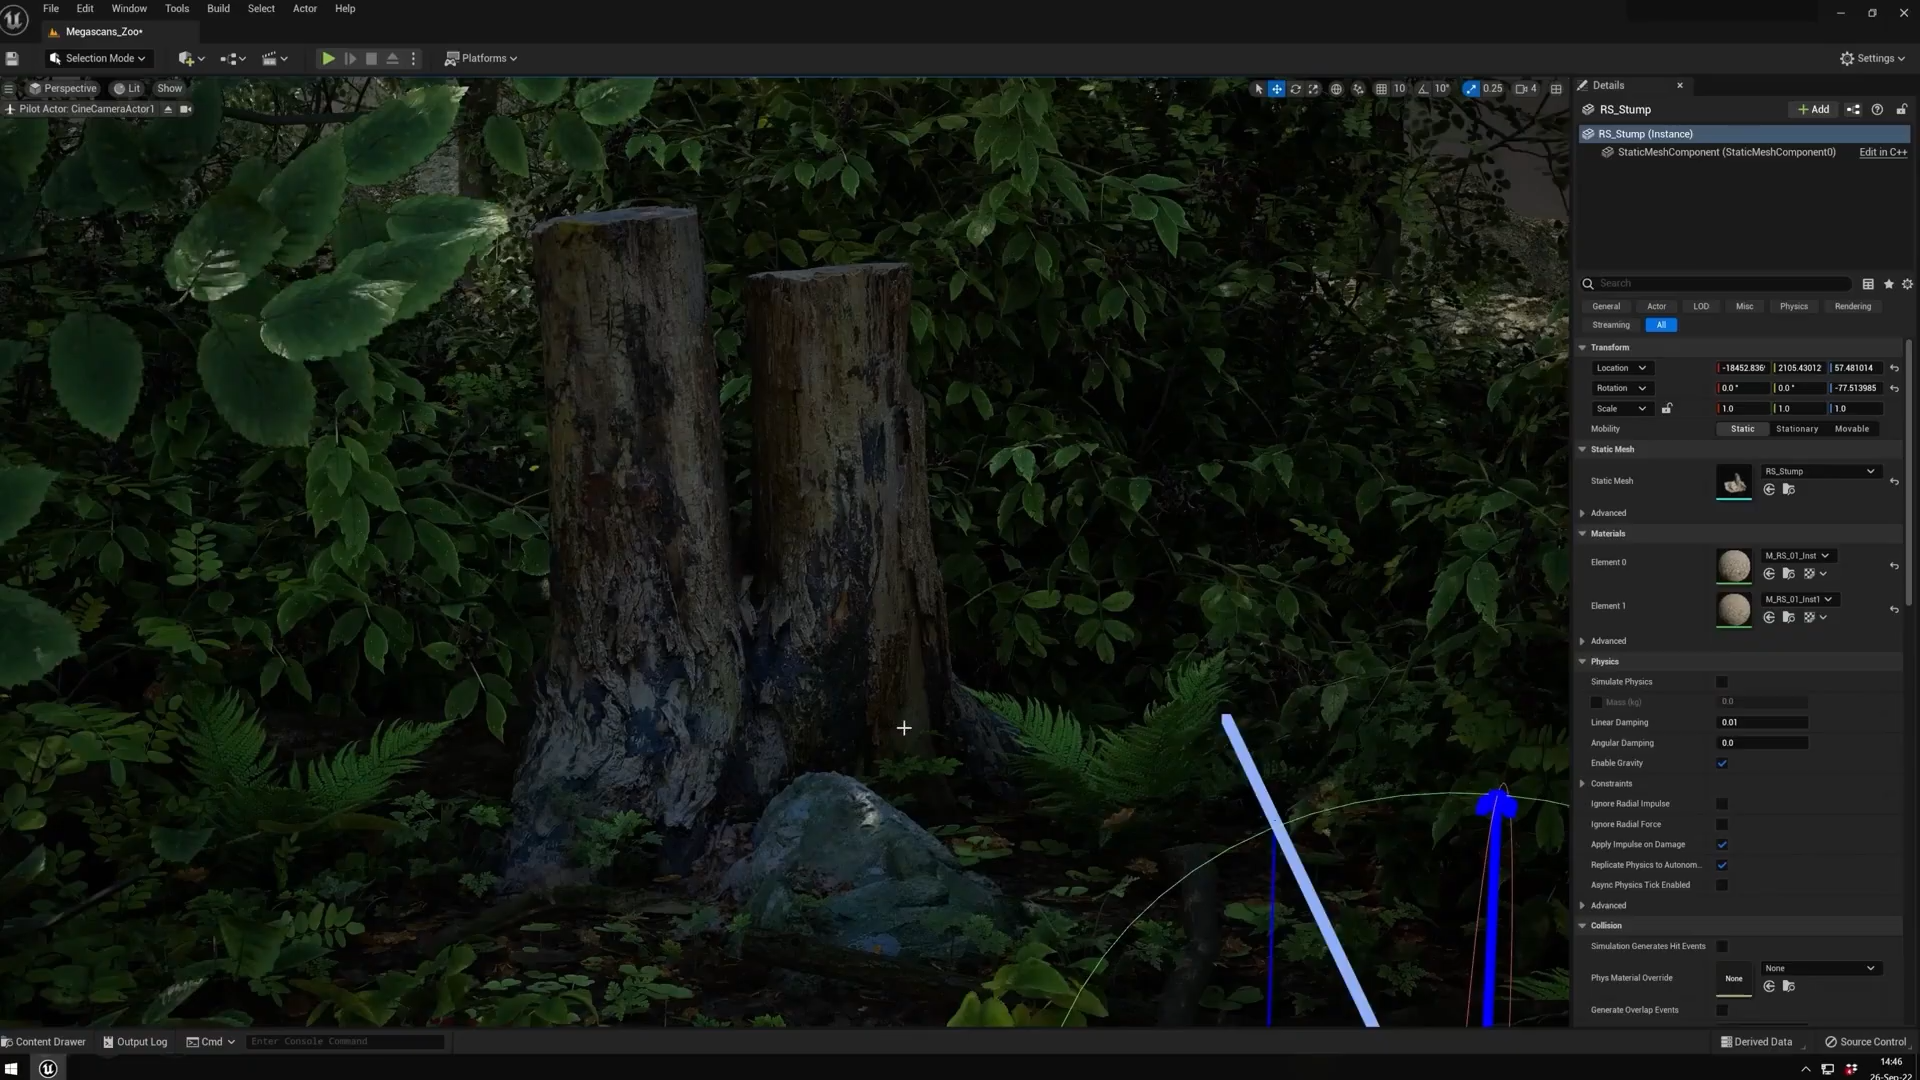 File Edit Window Tools Build Select Actor Help
Megascans_Zoo*
Selection Mode
Platforms
Settings
Perspective Lit Show
10 10° 0.25 4
Pilot Actor: CineCameraActor1
Details
RS_Stump
Add
RS_Stump (Instance)
StaticMeshComponent (StaticMeshComponent0) Edit in C++
Search
General Actor LOD Misc Physics Rendering
Streaming All
Transform
Location -18452.836 2105.43012 57.481014
Rotation 0.0 ° 0.0 ° -77.513985
Scale 1.0 1.0 1.0
Mobility Static Stationary Movable
Static Mesh
Static Mesh RS_Stump
Advanced
Materials
Element 0 M_RS_01_Inst
Element 1 M_RS_01_Inst1
Advanced
Physics
Simulate Physics
Mass (kg) 0.0
Linear Damping 0.01
Angular Damping 0.0
Enable Gravity
Constraints
Ignore Radial Impulse
Ignore Radial Force
Apply Impulse on Damage
Replicate Physics to Autonom...
Async Physics Tick Enabled
Advanced
Collision
Simulation Generates Hit Events
Phys Material Override None None
Generate Overlap Events
Content Drawer Output Log Cmd Enter Console Command Derived Data Source Control
14:46
26-Sep-22